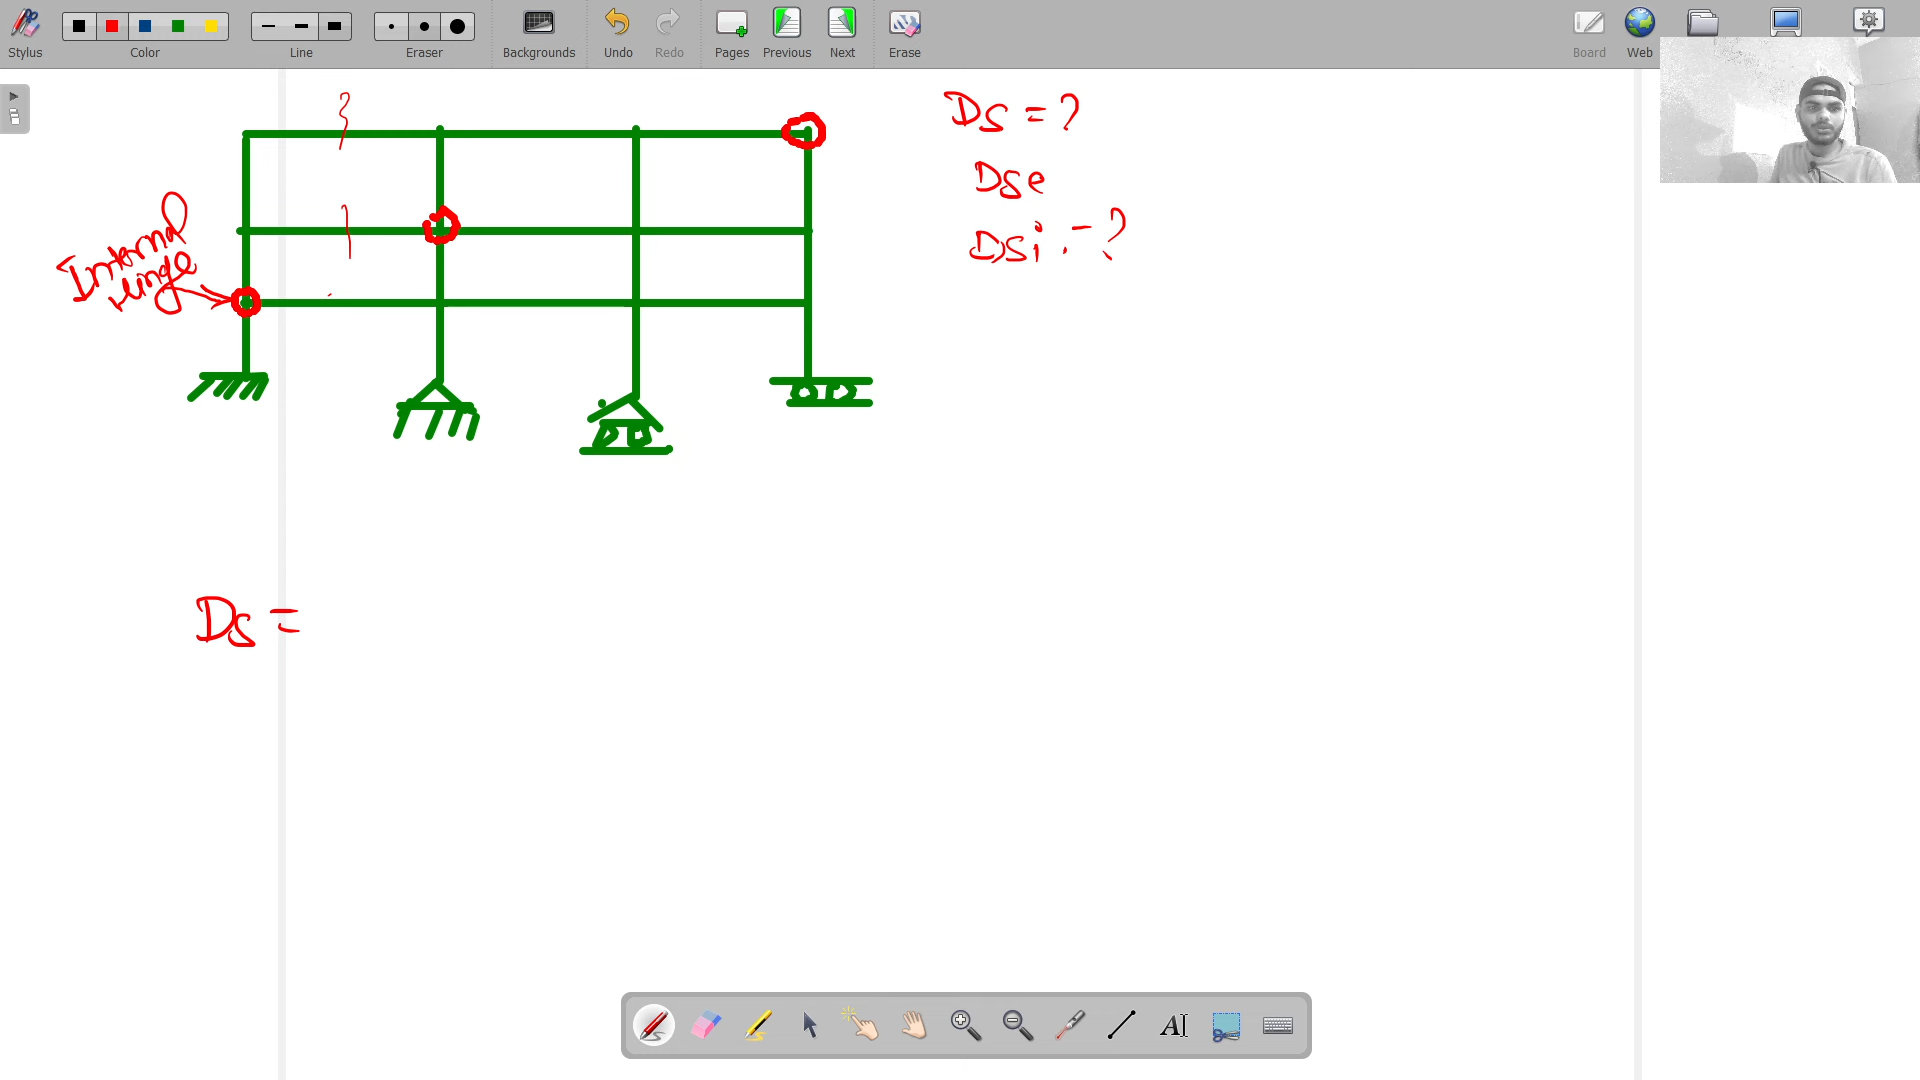 Stylus
Color
Line
Eraser
Backgrounds
Undo
Redo
Pages
Previous
Next
Erase
Board
Web
Ds = ?
Dse
Dsi = ?
Internal
Hinge
Ds =
AI